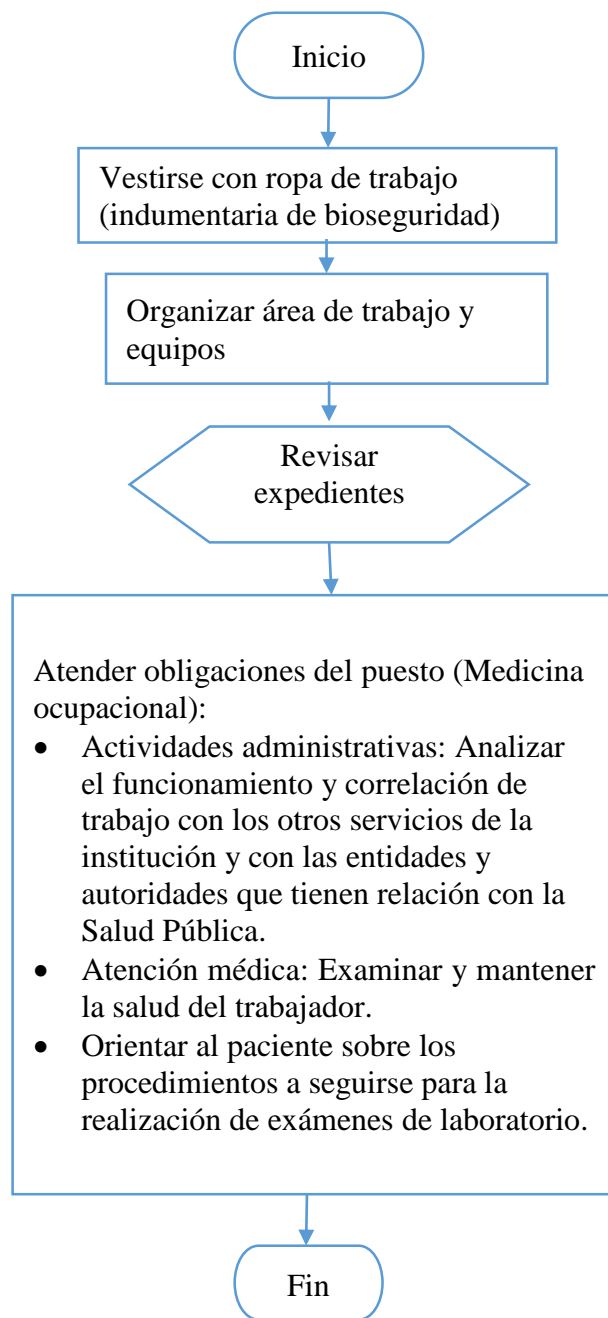 Inicio
Vestirse con ropa de trabajo
(indumentaria de bioseguridad)
Organizar área de trabajo y
equipos
Revisar
expedientes
Atender obligaciones del puesto (Medicina
ocupacional):
• Actividades administrativas: Analizar
el funcionamiento y correlación de
trabajo con los otros servicios de la
institución y con las entidades y
autoridades que tienen relación con la
Salud Pública.
• Atención médica: Examinar y mantener
la salud del trabajador.
• Orientar al paciente sobre los
procedimientos a seguirse para la
realización de exámenes de laboratorio.
Fin